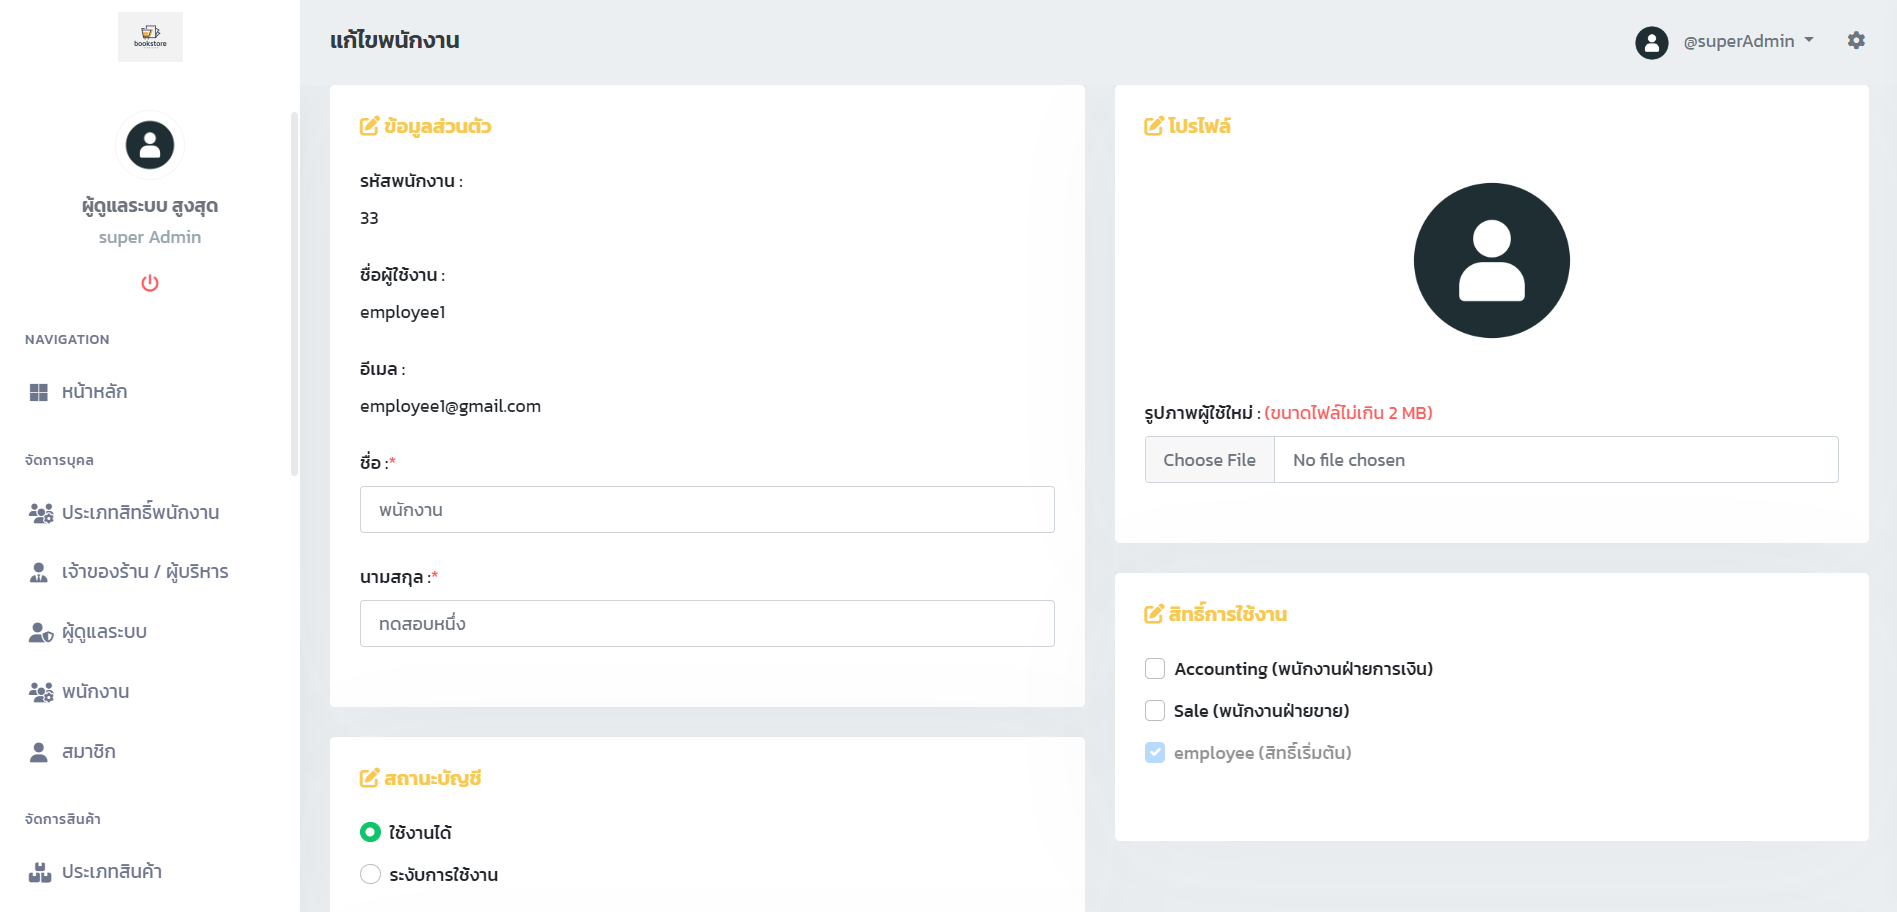 bookstore
ผู้ดูแลระบบ สูงสุด
super Admin
NAVIGATION
หน้าหลัก
จัดการบุคล
ประเภทสิทธิ์พนักงาน
เจ้าของร้าน / ผู้บริหาร
ผู้ดูแลระบบ
พนักงาน
สมาชิก
จัดการสินค้า
ประเภทสินค้า
แก้ไขพนักงาน
@superAdmin
ข้อมูลส่วนตัว
รหัสพนักงาน :
33
ชื่อผู้ใช้งาน :
employee1
อีเมล :
employee1@gmail.com
ชื่อ :*
พนักงาน
นามสกุล :*
ทดสอบหนึ่ง
สถานะบัญชี
ใช้งานได้
ระงับการใช้งาน
โปรไฟล์
รูปภาพผู้ใช้ใหม่ : (ขนาดไฟล์ไม่เกิน 2 MB)
Choose File No file chosen
สิทธิ์การใช้งาน
Accounting (พนักงานฝ่ายการเงิน)
Sale (พนักงานฝ่ายขาย)
employee (สิทธิ์เริ่มต้น)